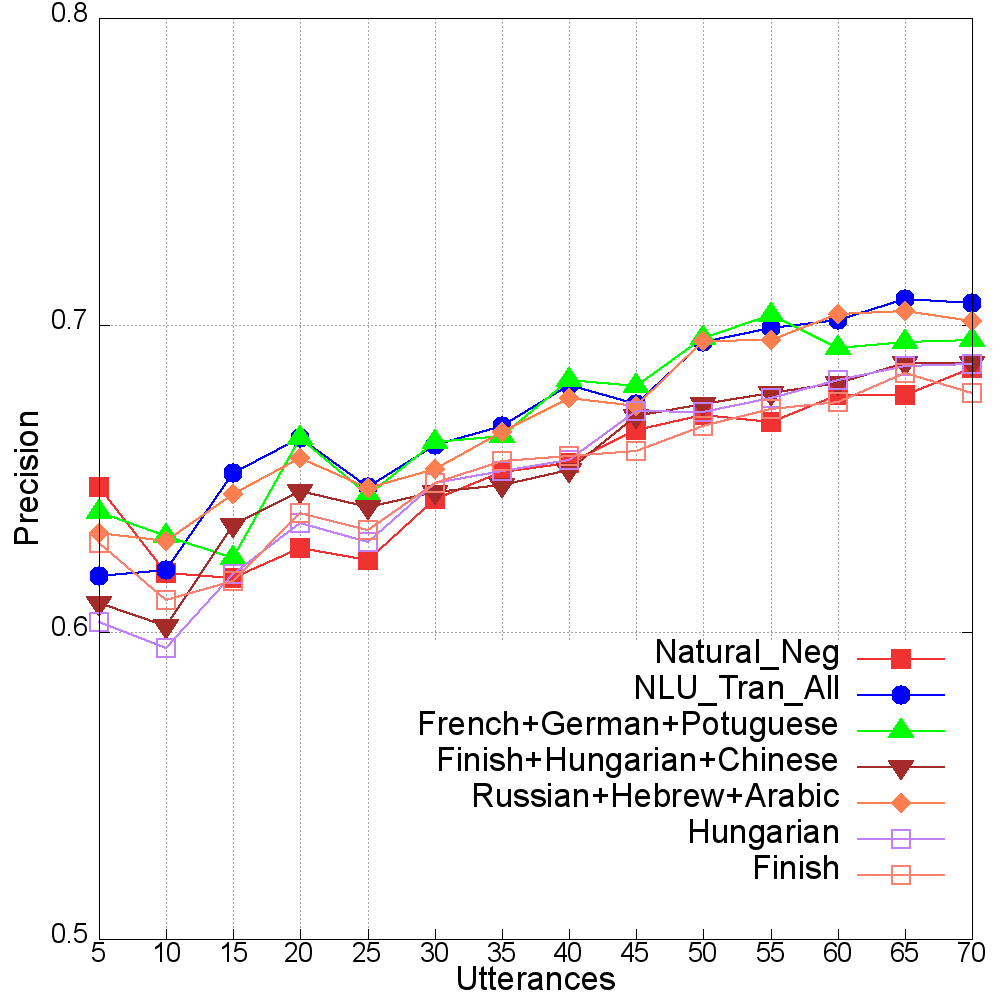 0.8
0.7
0.6
0.5
Precision
Natural_Neg
NLU_Tran_All
French+German+Potuguese
Finish+Hungarian+Chinese
Russian+Hebrew+Arabic
Hungarian
Finish
5 10 15 20 25 30 35 40 45 50 55 60 65 70
Utterances